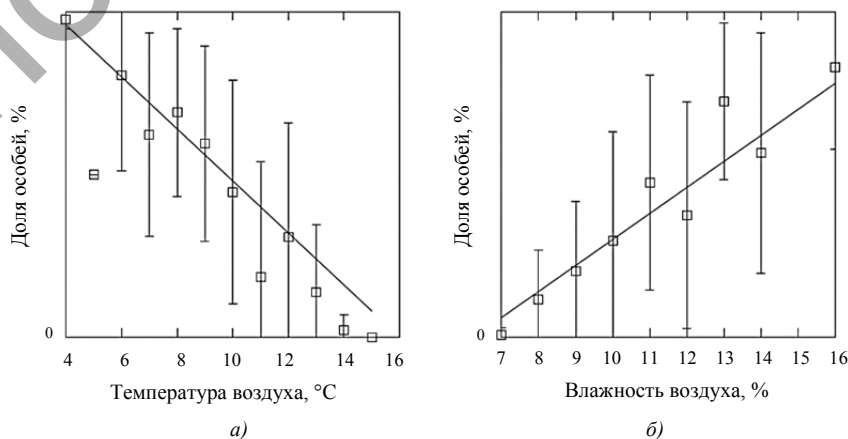 Доля особей, %
0
4 6 8 10 12 14 16
Температура воздуха, °С
а)
Доля особей, %
0
7 8 9 10 11 12 13 14 15 16
Влажность воздуха, %
б)